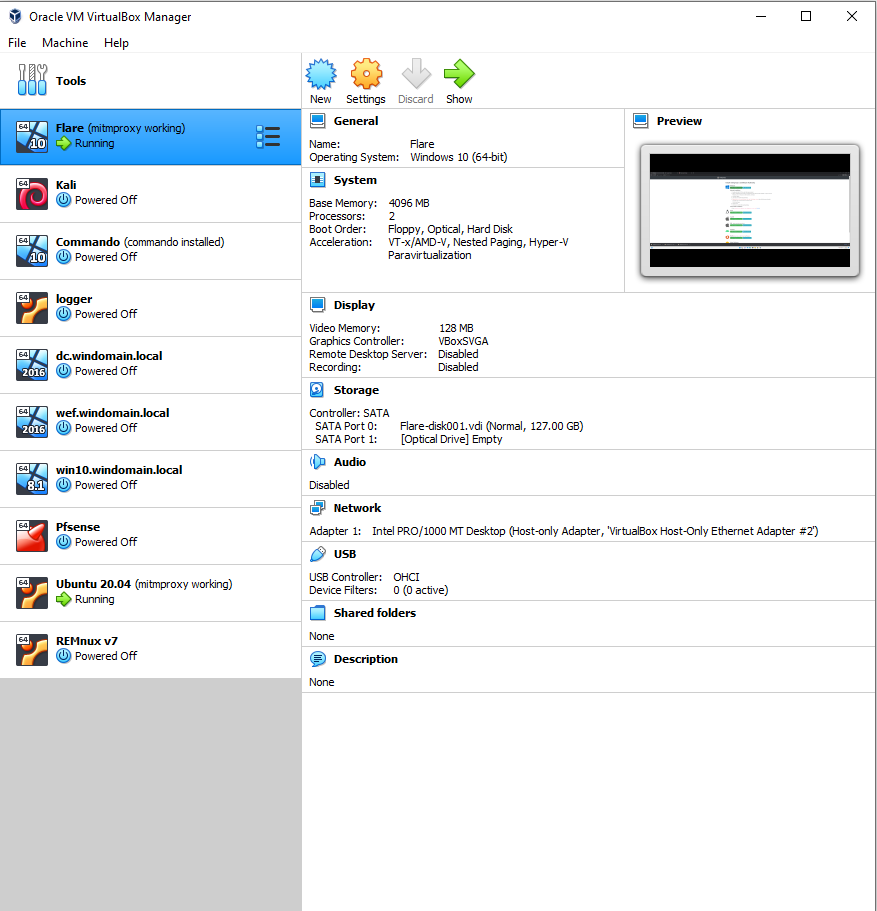 Oracle VM VirtualBox Manager
File Machine Help
Tools
New Settings Discard Show
64 10 Flare (mitmproxy working)
Running
64 Kali
Powered Off
64 10 Commando (commando installed)
Powered Off
64 logger
Powered Off
64 2016 dc.windomain.local
Powered Off
64 2016 wef.windomain.local
Powered Off
64 8.1 win10.windomain.local
Powered Off
64 Pfsense
Powered Off
64 Ubuntu 20.04 (mitmproxy working)
Running
64 REMnux v7
Powered Off
General
Name: Flare
Operating System: Windows 10 (64-bit)
System
Base Memory: 4096 MB
Processors: 2
Boot Order: Floppy, Optical, Hard Disk
Acceleration: VT-x/AMD-V, Nested Paging, Hyper-V
Paravirtualization
Preview
Display
Video Memory: 128 MB
Graphics Controller: VBoxSVGA
Remote Desktop Server: Disabled
Recording: Disabled
Storage
Controller: SATA
SATA Port 0: Flare-disk001.vdi (Normal, 127.00 GB)
SATA Port 1: [Optical Drive] Empty
Audio
Disabled
Network
Adapter 1: Intel PRO/1000 MT Desktop (Host-only Adapter, 'VirtualBox Host-Only Ethernet Adapter #2')
USB
USB Controller: OHCI
Device Filters: 0 (0 active)
Shared folders
None
Description
None